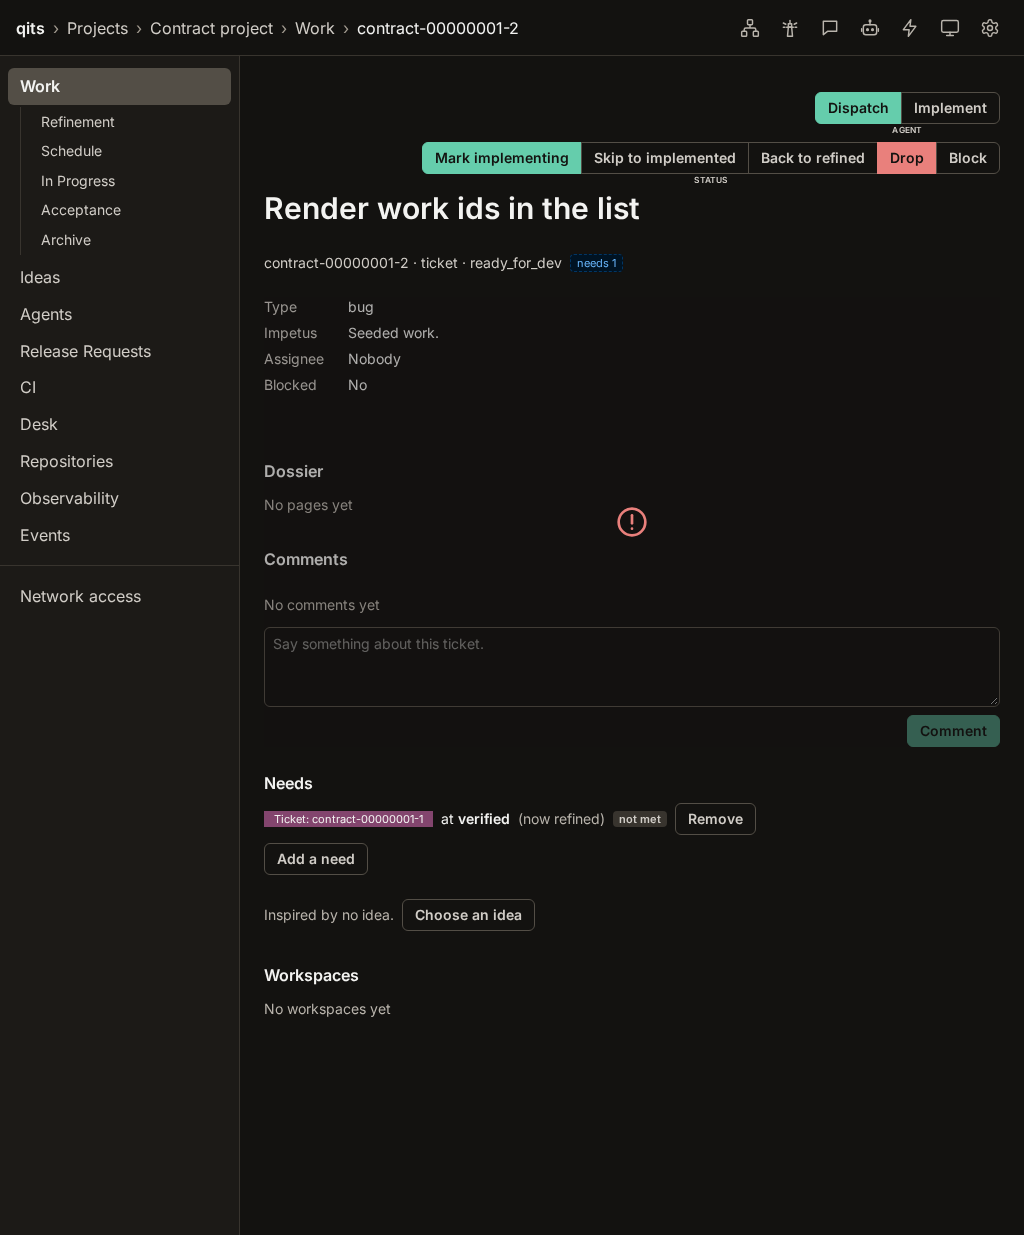 qits › Projects › Contract project › Work › contract-00000001-2
Work
Refinement
Schedule
In Progress
Acceptance
Archive
Ideas
Agents
Release Requests
CI
Desk
Repositories
Observability
Events
Network access
Dispatch Implement
AGENT
Mark implementing Skip to implemented Back to refined Drop Block
STATUS
Render work ids in the list
contract-00000001-2 · ticket · ready_for_dev needs 1
Type bug
Impetus Seeded work.
Assignee Nobody
Blocked No
Dossier
No pages yet
Comments
No comments yet
Say something about this ticket.
Comment
Needs
Ticket: contract-00000001-1 at verified (now refined) not met Remove
Add a need
Inspired by no idea. Choose an idea
Workspaces
No workspaces yet